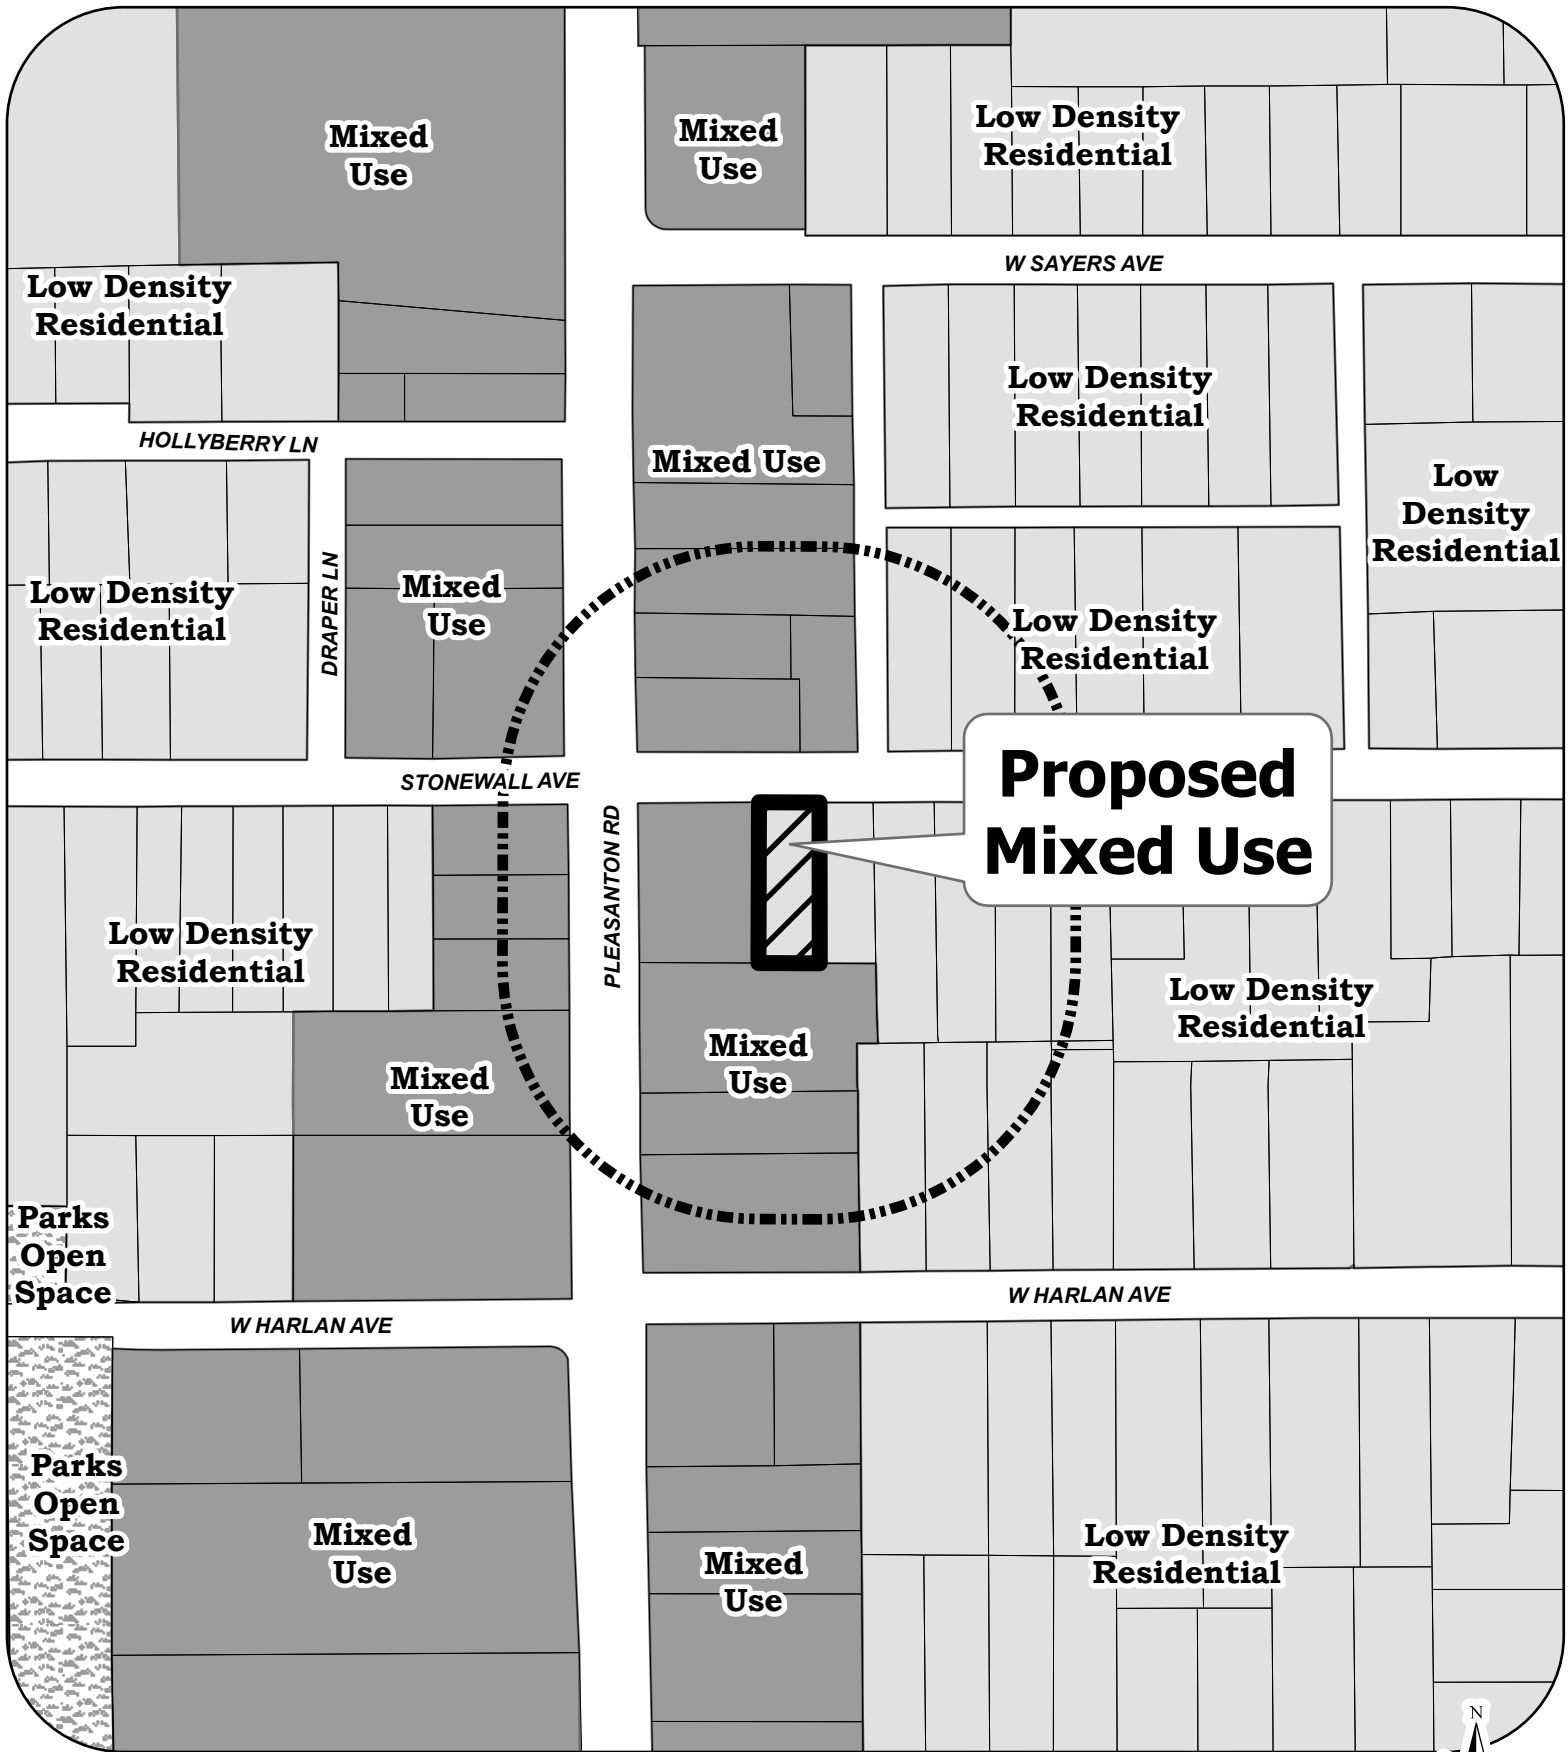 Mixed
Use
Mixed
Use
Low Density
Residential
W SAYERS AVE
Low Density
Residential
Low Density
Residential
HOLLYBERRY LN
Mixed Use
Low
Density
Residential
DRAPER LN
Mixed
Use
Low Density
Residential
Low Density
Residential
STONEWALL AVE
Proposed
Mixed Use
PLEASANTON RD
Low Density
Residential
Low Density
Residential
Mixed
Use
Mixed
Use
Parks
Open
Space
W HARLAN AVE
W HARLAN AVE
Parks
Open
Space
Mixed
Use
Mixed
Use
Low Density
Residential
N